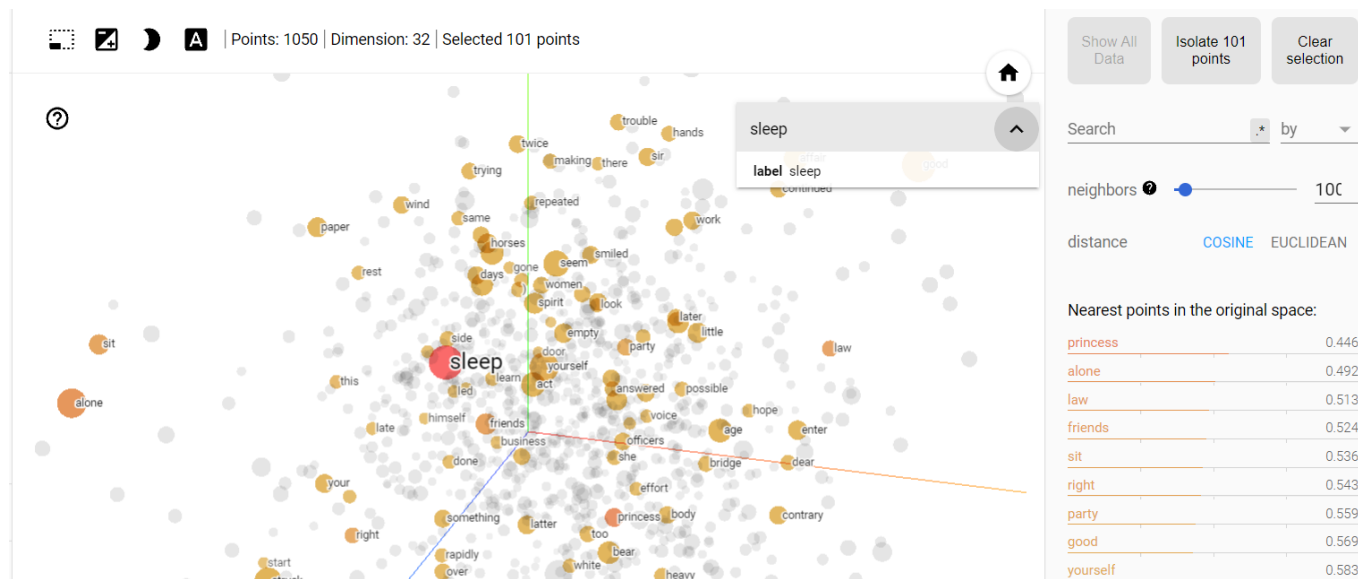 Points: 1050 | Dimension: 32 | Selected 101 points
Show All Data
Isolate 101 points
Clear selection
sleep
label sleep
Search
.*
by
neighbors
100
distance
COSINE
EUCLIDEAN
Nearest points in the original space:
princess 0.446
alone 0.492
law 0.513
friends 0.524
sit 0.536
right 0.543
party 0.559
good 0.569
yourself 0.583
trouble
hands
twice
making
there
sir
trying
affair
good
continued
wind
repeated
same
work
paper
horses
smiled
seem
gone
rest
days
women
)
spirit
look
later
little
empty
side
sit
door
party
law
sleep
yourself
learn
this
act
led
answered
possible
alone
himself
voice
hope
friends
late
age
enter
business
officers
she
done
bridge
dear
your
effort
something
latter
princess
body
contrary
right
too
rapidly
bear
start
white
over
heavy
struck